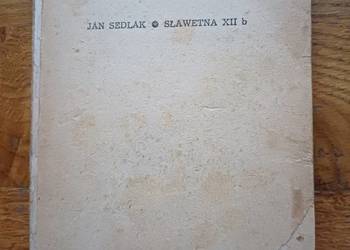 JAN SEDLAK ● SŁAWETNA XII b